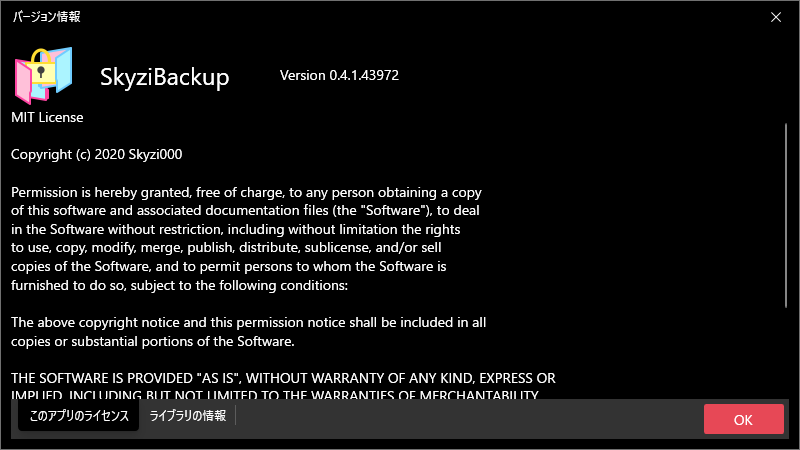 バージョン情報
SkyziBackup
Version 0.4.1.43972
MIT License
Copyright (c) 2020 Skyzi000
Permission is hereby granted, free of charge, to any person obtaining a copy
of this software and associated documentation files (the "Software"), to deal
in the Software without restriction, including without limitation the rights
to use, copy, modify, merge, publish, distribute, sublicense, and/or sell
copies of the Software, and to permit persons to whom the Software is
furnished to do so, subject to the following conditions:
The above copyright notice and this permission notice shall be included in all
copies or substantial portions of the Software.
THE SOFTWARE IS PROVIDED "AS IS", WITHOUT WARRANTY OF ANY KIND, EXPRESS OR
IMPLIED, INCLUDING BUT NOT LIMITED TO THE WARRANTIES OF MERCHANTABILITY,
このアプリのライセンス
ライブラリの情報
OK